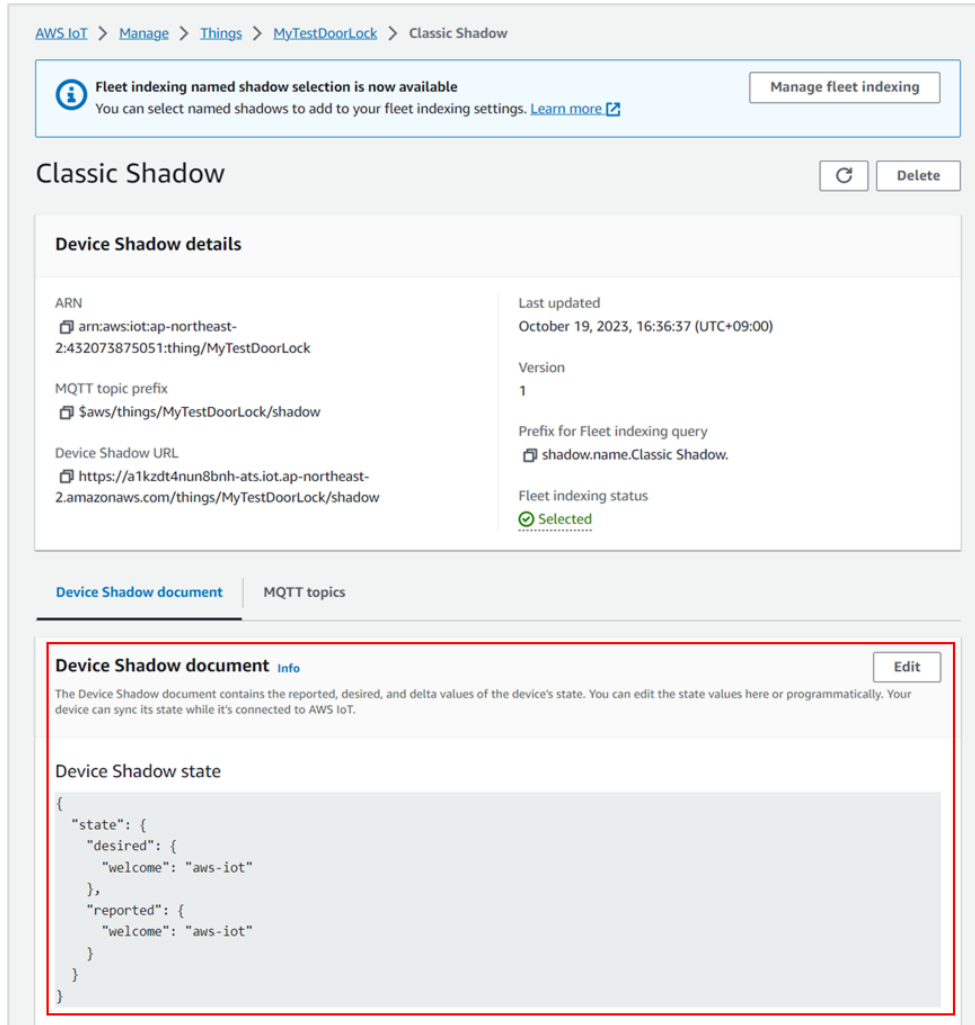 AWS IoT > Manage > Things > MyTestDoorLock > Classic Shadow
Fleet indexing named shadow selection is now available
You can select named shadows to add to your fleet indexing settings. Learn more
Manage fleet indexing
Classic Shadow
Delete
Device Shadow details
ARN
arn:aws:iot:ap-northeast-
2:432073875051:thing/MyTestDoorLock
MQTT topic prefix
$aws/things/MyTestDoorLock/shadow
Device Shadow URL
https://a1kzdt4nun8bnh-ats.iot.ap-northeast-
2.amazonaws.com/things/MyTestDoorLock/shadow
Last updated
October 19, 2023, 16:36:37 (UTC+09:00)
Version
1
Prefix for Fleet indexing query
shadow.name.Classic Shadow.
Fleet indexing status
Selected
Device Shadow document
MQTT topics
Device Shadow document Info
Edit
The Device Shadow document contains the reported, desired, and delta values of the device's state. You can edit the state values here or programmatically. Your
device can sync its state while it's connected to AWS IoT.
Device Shadow state
{
  "state": {
    "desired": {
      "welcome": "aws-iot"
    },
    "reported": {
      "welcome": "aws-iot"
    }
  }
}